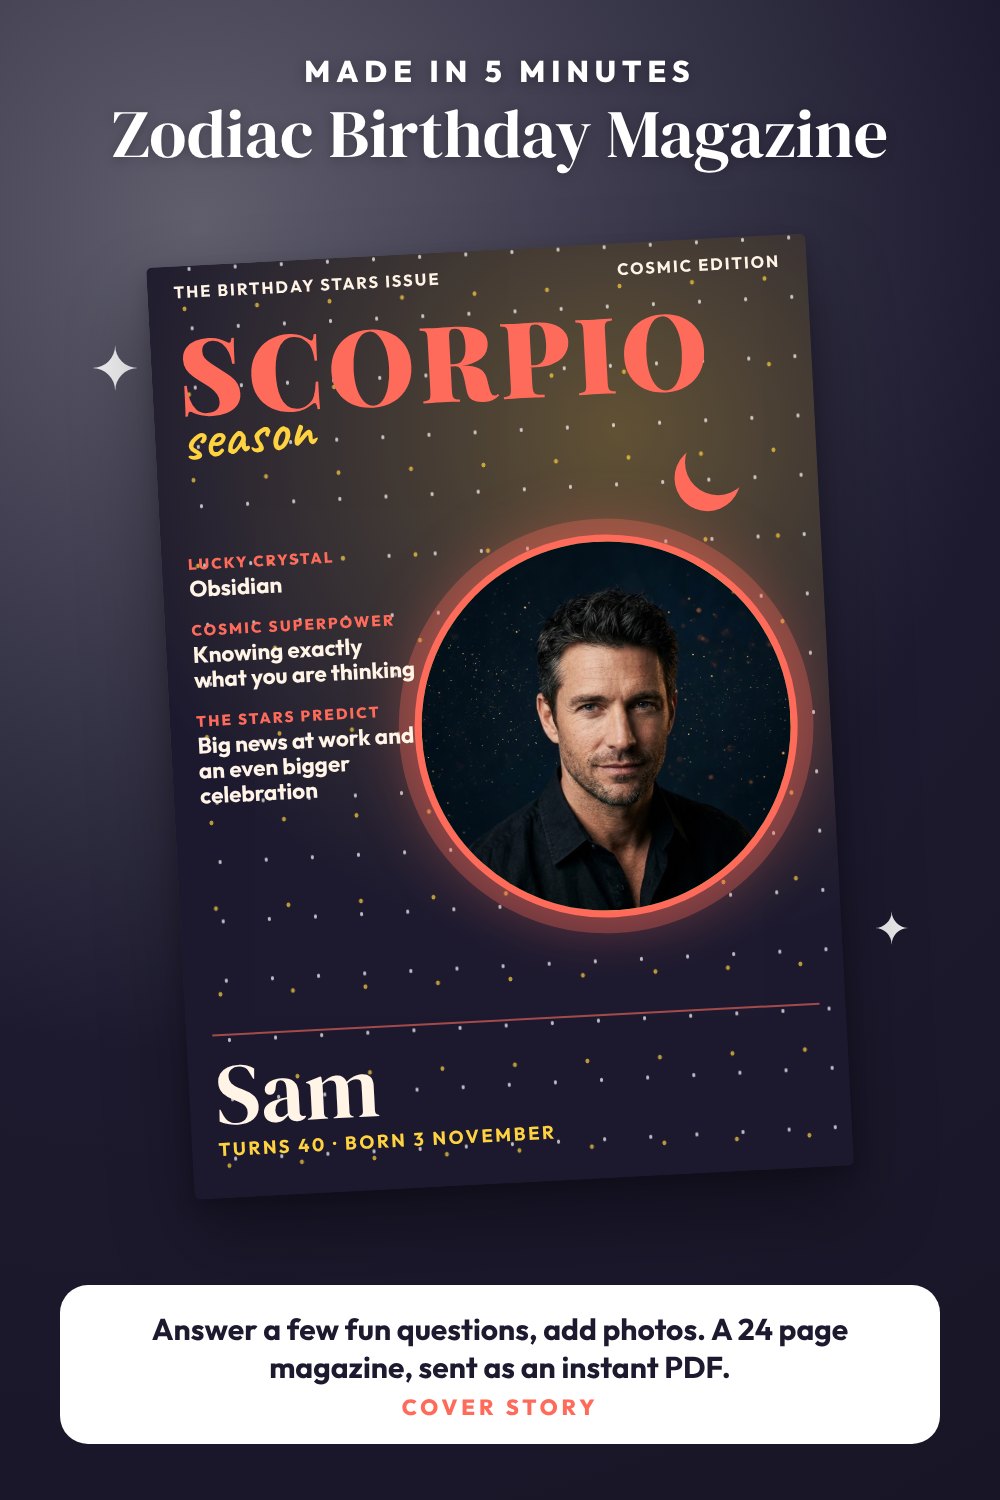 MADE IN 5 MINUTES
Zodiac Birthday Magazine
THE BIRTHDAY STARS ISSUE
COSMIC EDITION
SCORPIO
season
LUCKY CRYSTAL
Obsidian
COSMIC SUPERPOWER
Knowing exactly
what you are thinking
THE STARS PREDICT
Big news at work and
an even bigger
celebration
Sam
TURNS 40 · BORN 3 NOVEMBER
Answer a few fun questions, add photos. A 24 page
magazine, sent as an instant PDF.
COVER STORY